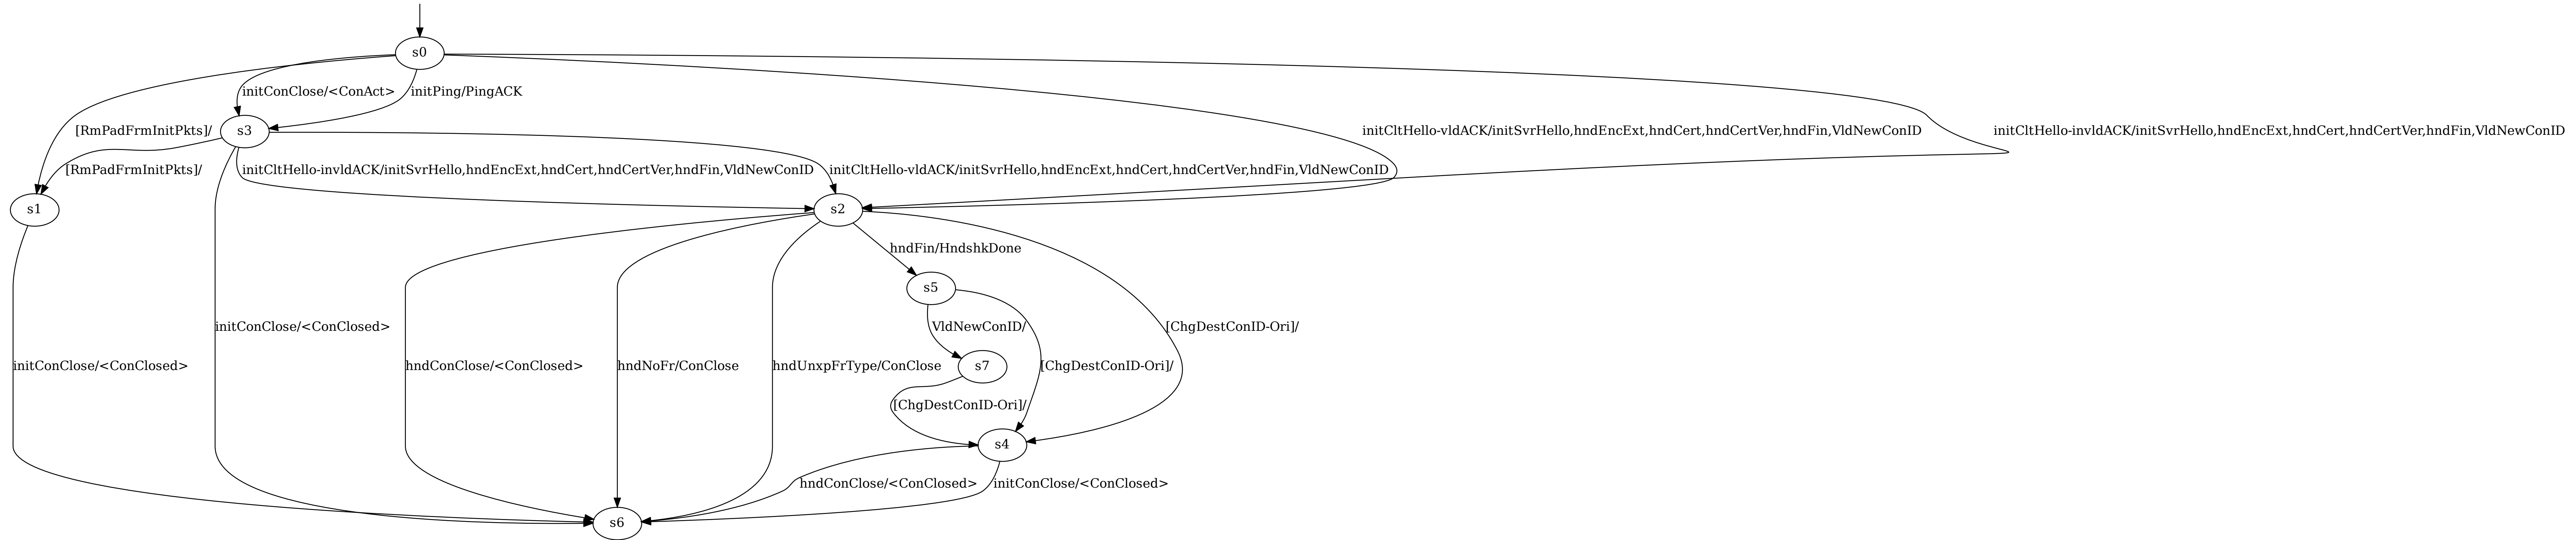 s0
initConClose/<ConAct>
initPing/PingACK
[RmPadFrmInitPkts]/
s3
initCltHello-vldACK/initSvrHello,hndEncExt,hndCert,hndCertVer,hndFin,VldNewConID
initCltHello-invldACK/initSvrHello,hndEncExt,hndCert,hndCertVer,hndFin,VldNewConID
[RmPadFrmInitPkts]/
initCltHello-invldACK/initSvrHello,hndEncExt,hndCert,hndCertVer,hndFin,VldNewConID
initCltHello-vldACK/initSvrHello,hndEncExt,hndCert,hndCertVer,hndFin,VldNewConID
s1
s2
hndFin/HndshkDone
s5
initConClose/<ConClosed>
VldNewConID/
[ChgDestConID-Ori]/
initConClose/<ConClosed>
hndConClose/<ConClosed>
hndNoFr/ConClose
hndUnxpFrType/ConClose
s7
[ChgDestConID-Ori]/
[ChgDestConID-Ori]/
s4
hndConClose/<ConClosed>
initConClose/<ConClosed>
s6